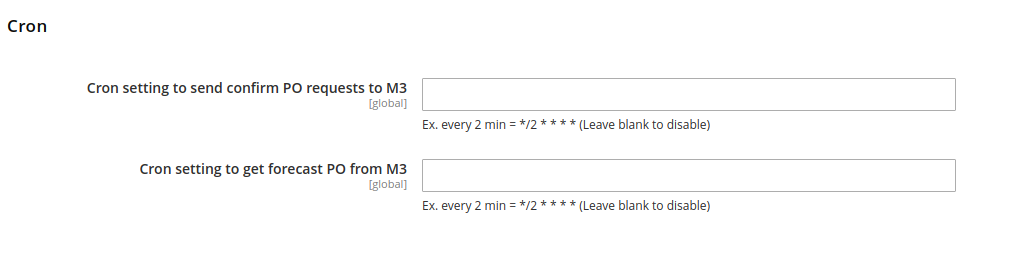 Cron
Cron setting to send confirm PO requests to M3
[global]
Ex. every 2 min = */2 * * * * (Leave blank to disable)
Cron setting to get forecast PO from M3
[global]
Ex. every 2 min = */2 * * * * (Leave blank to disable)